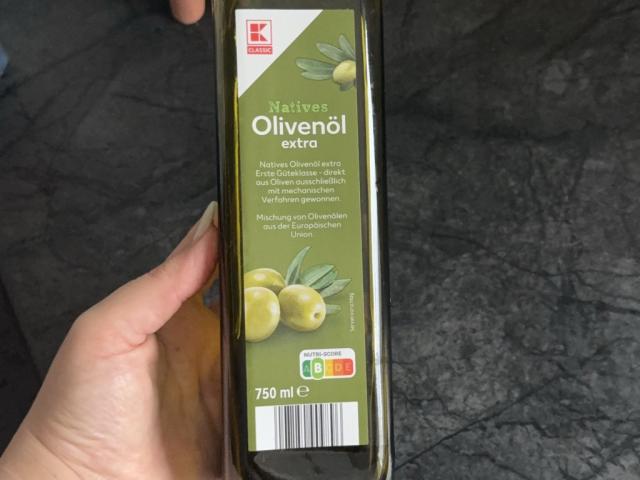 K
CLASSIC
Natives
Olivenöl
extra
Natives Olivenöl extra
Erste Güteklasse - direkt
aus Oliven ausschließlich
mit mechanischen
Verfahren gewonnen.
Mischung von Olivenölen
aus der Europäischen
Union.
NUTRI-SCORE
A B C D E
750 ml ℮